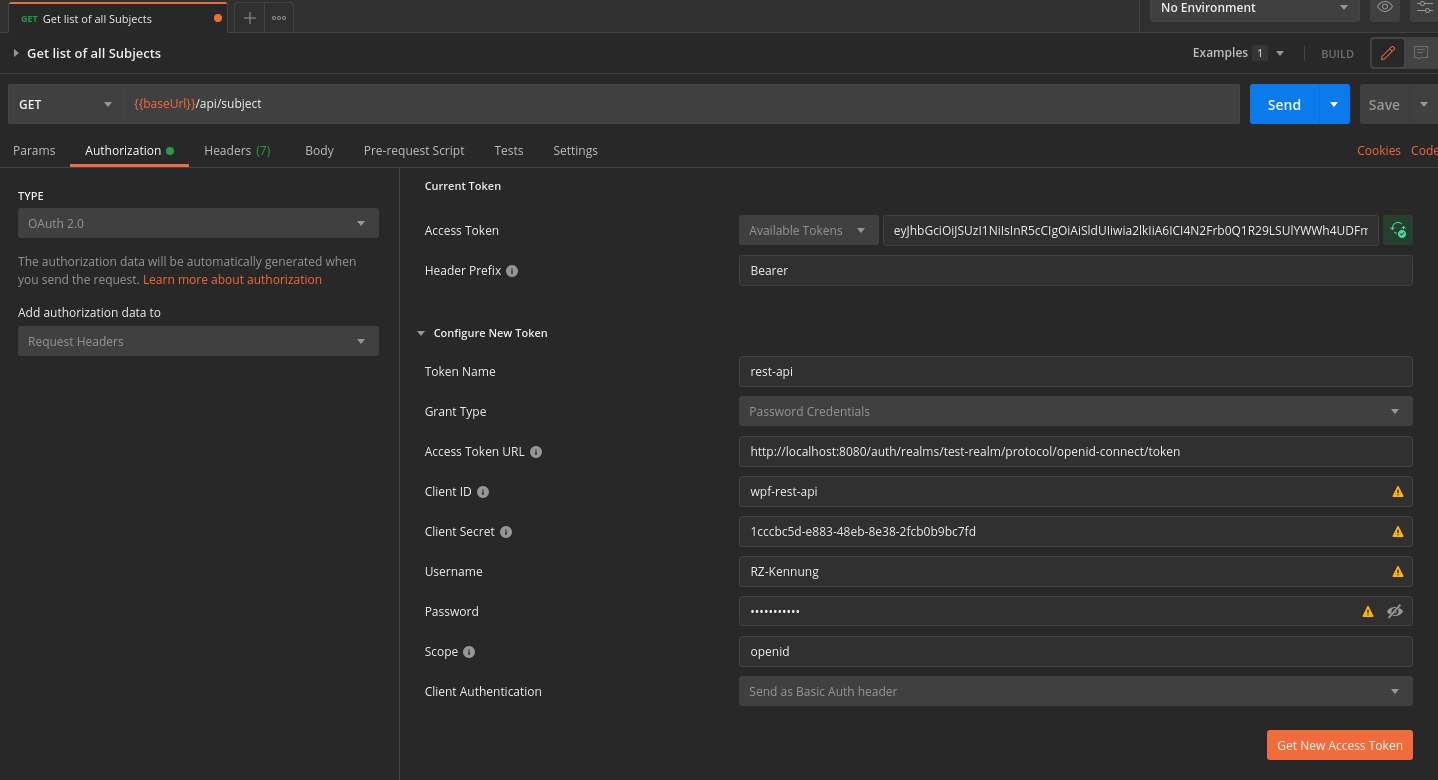 GET Get list of all Subjects
No Environment
Get list of all Subjects
Examples 1
BUILD
GET
{{baseUrl}}/api/subject
Send
Save
Params
Authorization
Headers (7)
Body
Pre-request Script
Tests
Settings
Cookies
Code
TYPE
OAuth 2.0
The authorization data will be automatically generated when
you send the request. Learn more about authorization
Add authorization data to
Request Headers
Current Token
Access Token
Available Tokens
eyJhbGciOiJSUzI1NiIsInR5cCIgOiAiSldUIiwia2lkIiA6ICI4N2Frb0Q1R29LSUlYWWh4UDFm
Header Prefix
Bearer
Configure New Token
Token Name
rest-api
Grant Type
Password Credentials
Access Token URL
http://localhost:8080/auth/realms/test-realm/protocol/openid-connect/token
Client ID
wpf-rest-api
Client Secret
1cccbc5d-e883-48eb-8e38-2fcb0b9bc7fd
Username
RZ-Kennung
Password
•••••••••••
Scope
openid
Client Authentication
Send as Basic Auth header
Get New Access Token